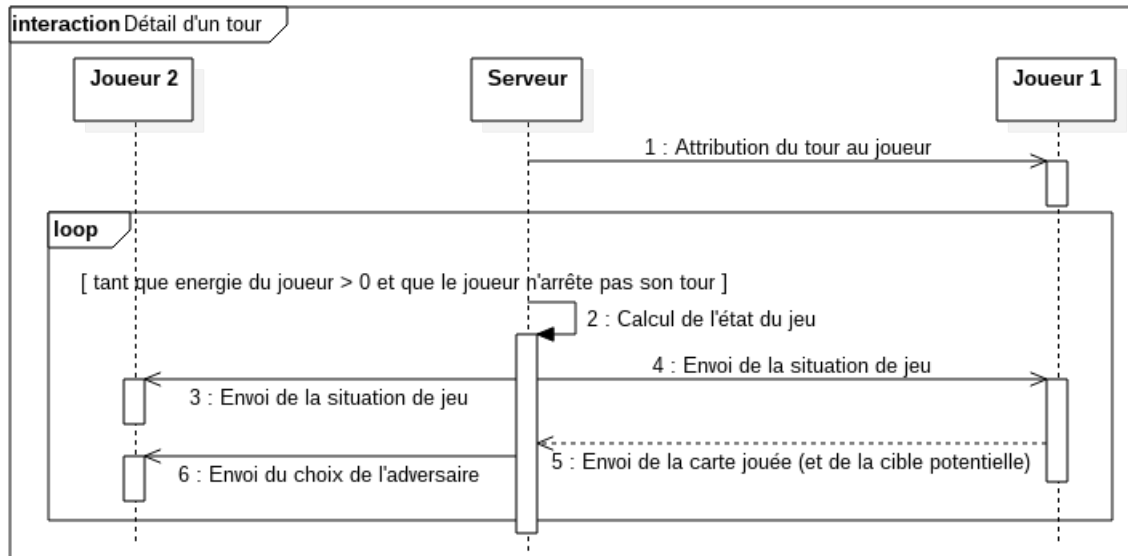 interaction Détail d'un tour
Joueur 2
Serveur
Joueur 1
1 : Attribution du tour au joueur
loop
[ tant que energie du joueur > 0 et que le joueur n'arrête pas son tour ]
2 : Calcul de l'état du jeu
4 : Envoi de la situation de jeu
3 : Envoi de la situation de jeu
5 : Envoi de la carte jouée (et de la cible potentielle)
6 : Envoi du choix de l'adversaire